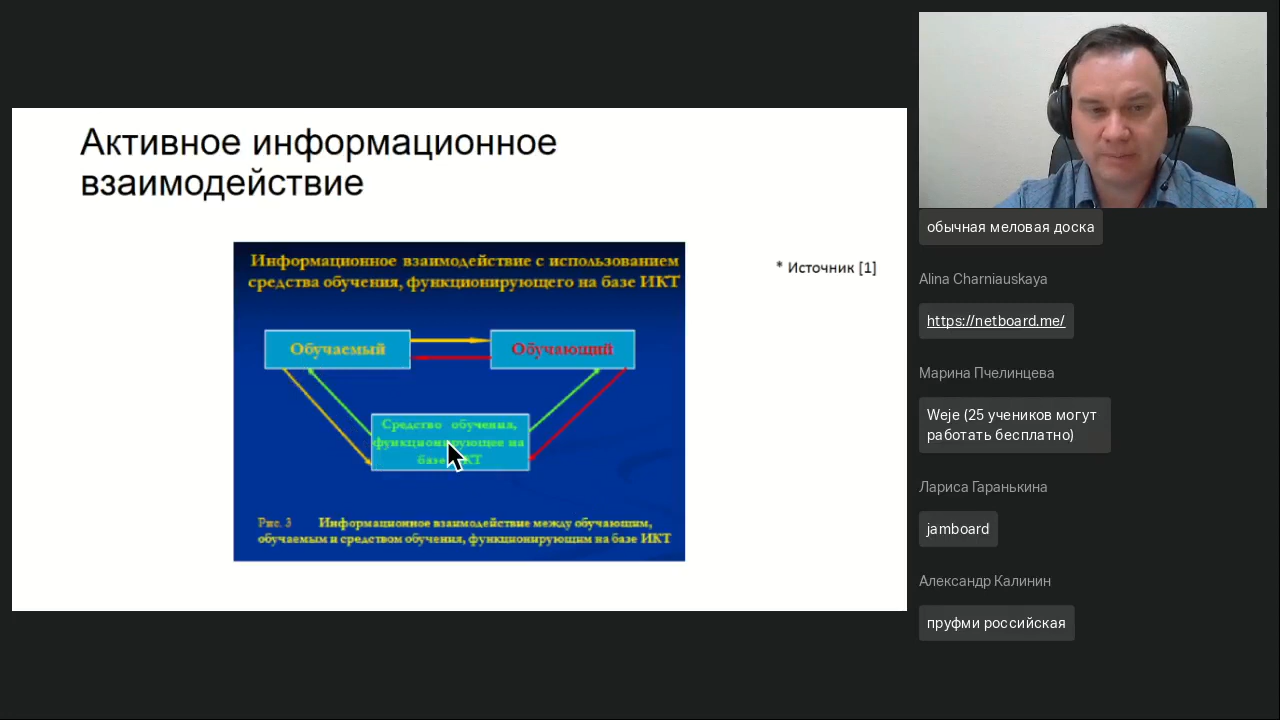 Активное информационное
взаимодействие
Информационное взаимодействие с использованием
средства обучения, функционирующего на базе ИКТ
* Источник [1]
Обучаемый
Обучающий
Средство обучения,
функционирующее на
базе ИКТ
Рис. 3 Информационное взаимодействие между обучающим,
обучаемым и средством обучения, функционирующим на базе ИКТ
обычная меловая доска
Alina Charniauskaya
https://netboard.me/
Марина Пчелинцева
Weje (25 учеников могут
работать бесплатно)
Лариса Гаранькина
jamboard
Александр Калинин
пруфми российская